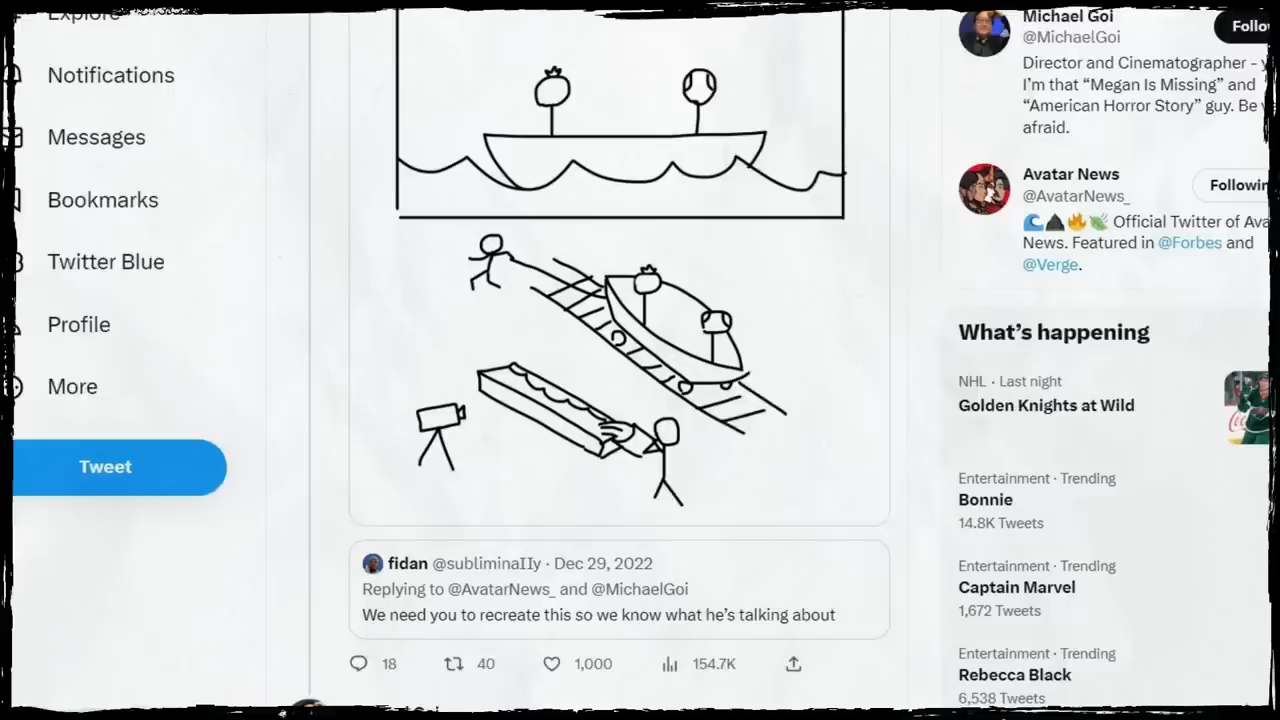 Explore
Notifications
Messages
Bookmarks
Twitter Blue
Profile
More
Tweet
fidan @subliminaIIy · Dec 29, 2022
Replying to @AvatarNews_ and @MichaelGoi
We need you to recreate this so we know what he's talking about
18
40
1,000
154.7K
Michael Goi
@MichaelGoi
Follo
Director and Cinematographer - y
I'm that “Megan Is Missing” and
“American Horror Story” guy. Be
afraid.
Avatar News
@AvatarNews_
Followin
Official Twitter of Ava
News. Featured in @Forbes and
@Verge.
What's happening
NHL · Last night
Golden Knights at Wild
Entertainment · Trending
Bonnie
14.8K Tweets
Entertainment · Trending
Captain Marvel
1,672 Tweets
Entertainment · Trending
Rebecca Black
6,538 Tweets